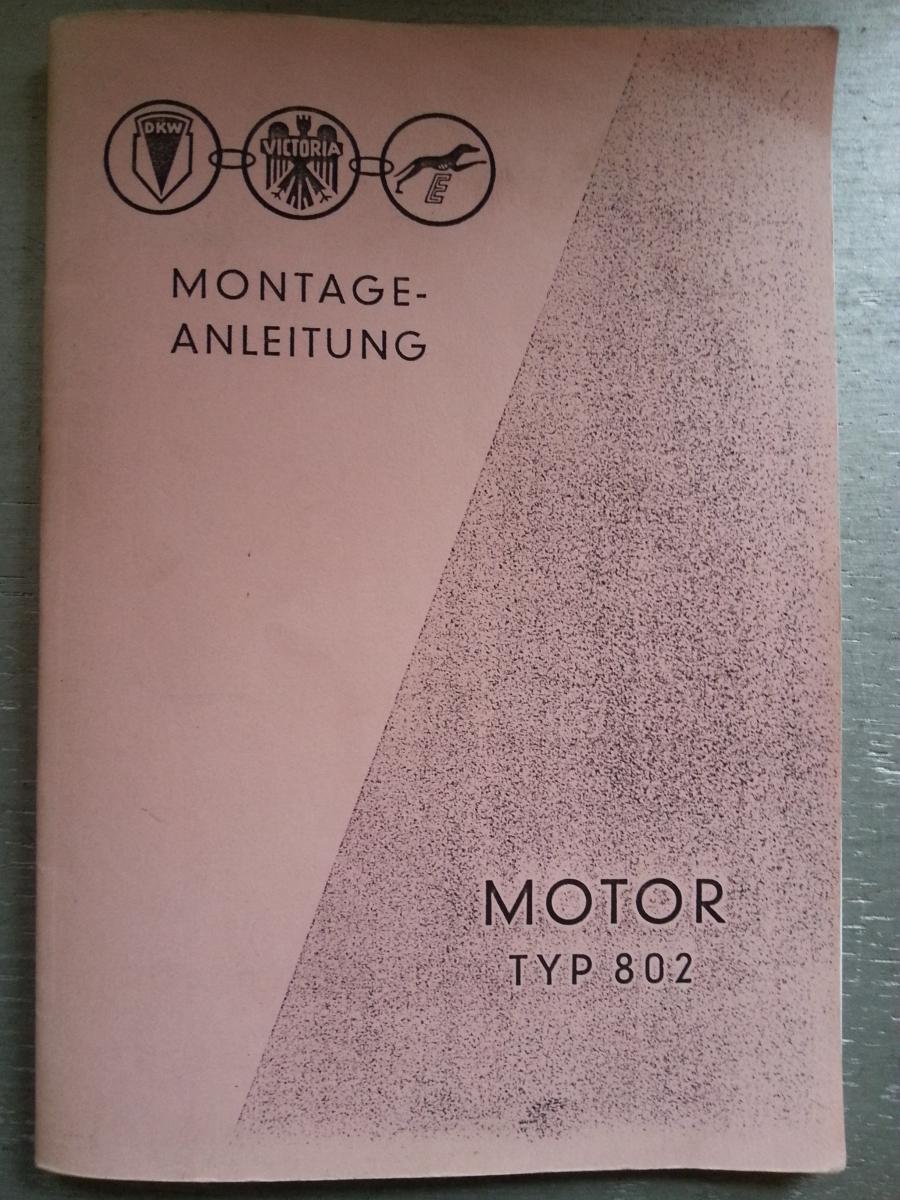 DKW
VICTORIA
E
MONTAGE-
ANLEITUNG
MOTOR
TYP 802